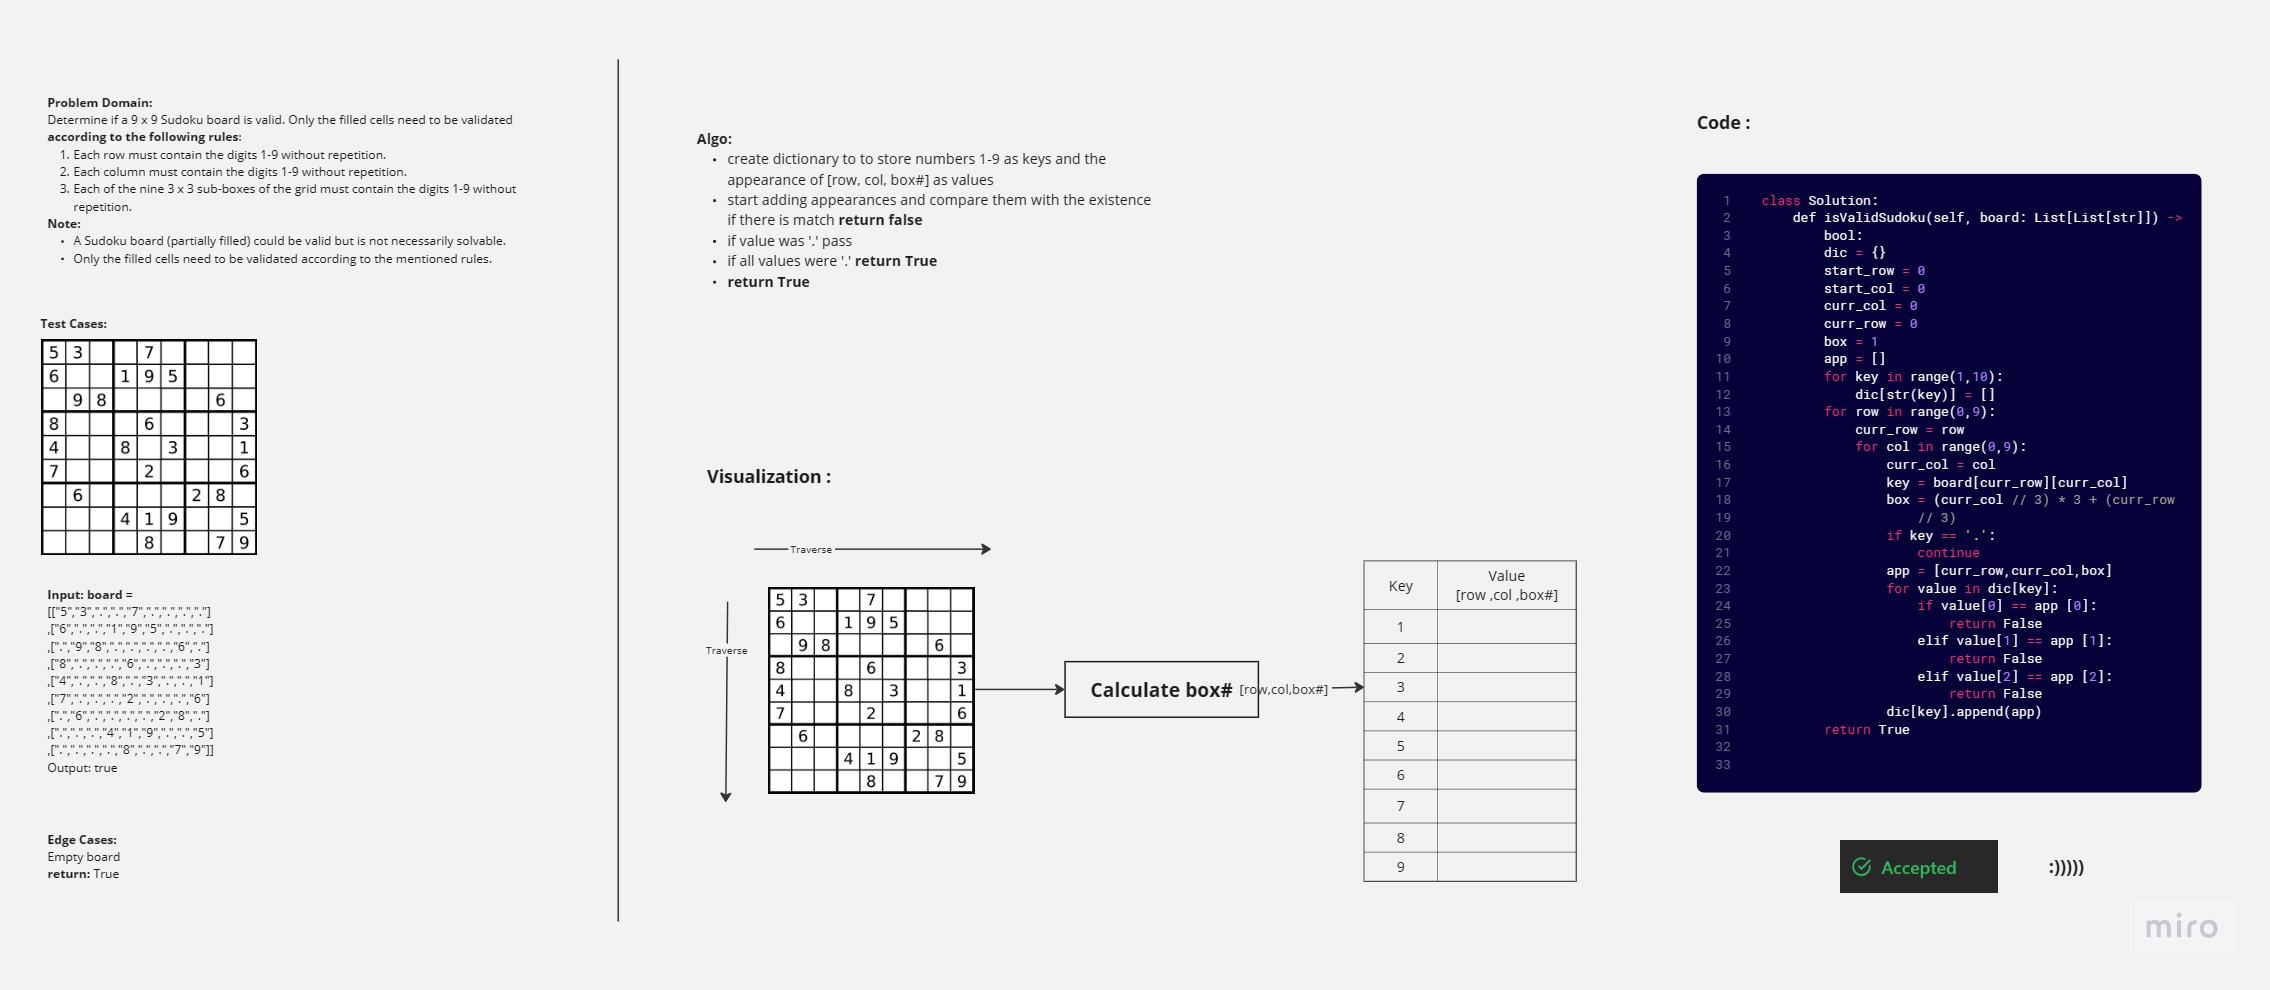 Problem Domain:
Determine if a 9 x 9 Sudoku board is valid. Only the filled cells need to be validated
according to the following rules:
1. Each row must contain the digits 1-9 without repetition.
2. Each column must contain the digits 1-9 without repetition.
3. Each of the nine 3 x 3 sub-boxes of the grid must contain the digits 1-9 without
repetition.
Note:
• A Sudoku board (partially filled) could be valid but is not necessarily solvable.
• Only the filled cells need to be validated according to the mentioned rules.
Test Cases:
5 3 7
6 1 9 5
9 8 6
8 6 3
4 8 3 1
7 2 6
6 2 8
4 1 9 5
8 7 9
Input: board =
[["5","3",".",".","7",".",".",".","."]
,["6",".",".","1","9","5",".",".","."]
,[".","9","8",".",".",".",".","6","."]
,["8",".",".",".","6",".",".",".","3"]
,["4",".",".","8",".","3",".",".","1"]
,["7",".",".",".","2",".",".",".","6"]
,[".","6",".",".",".",".","2","8","."]
,[".",".",".","4","1","9",".",".","5"]
,[".",".",".",".","8",".",".","7","9"]]
Output: true
Edge Cases:
Empty board
return: True
Algo:
• create dictionary to to store numbers 1-9 as keys and the
appearance of [row, col, box#] as values
• start adding appearances and compare them with the existence
if there is match return false
• if value was '.' pass
• if all values were '.' return True
• return True
Visualization :
Traverse
Traverse
5 3 7
6 1 9 5
9 8 6
8 6 3
4 8 3 1
7 2 6
6 2 8
4 1 9 5
8 7 9
Calculate box#
[row,col,box#]
Key Value
[row ,col ,box#]
1
2
3
4
5
6
7
8
9
Code :
1 class Solution:
2 def isValidSudoku(self, board: List[List[str]]) ->
3 bool:
4 dic = {}
5 start_row = 0
6 start_col = 0
7 curr_col = 0
8 curr_row = 0
9 box = 1
10 app = []
11 for key in range(1,10):
12 dic[str(key)] = []
13 for row in range(0,9):
14 curr_row = row
15 for col in range(0,9):
16 curr_col = col
17 key = board[curr_row][curr_col]
18 box = (curr_col // 3) * 3 + (curr_row
19 // 3)
20 if key == '.':
21 continue
22 app = [curr_row,curr_col,box]
23 for value in dic[key]:
24 if value[0] == app [0]:
25 return False
26 elif value[1] == app [1]:
27 return False
28 elif value[2] == app [2]:
29 return False
30 dic[key].append(app)
31 return True
32
33
Accepted
:)))))
miro